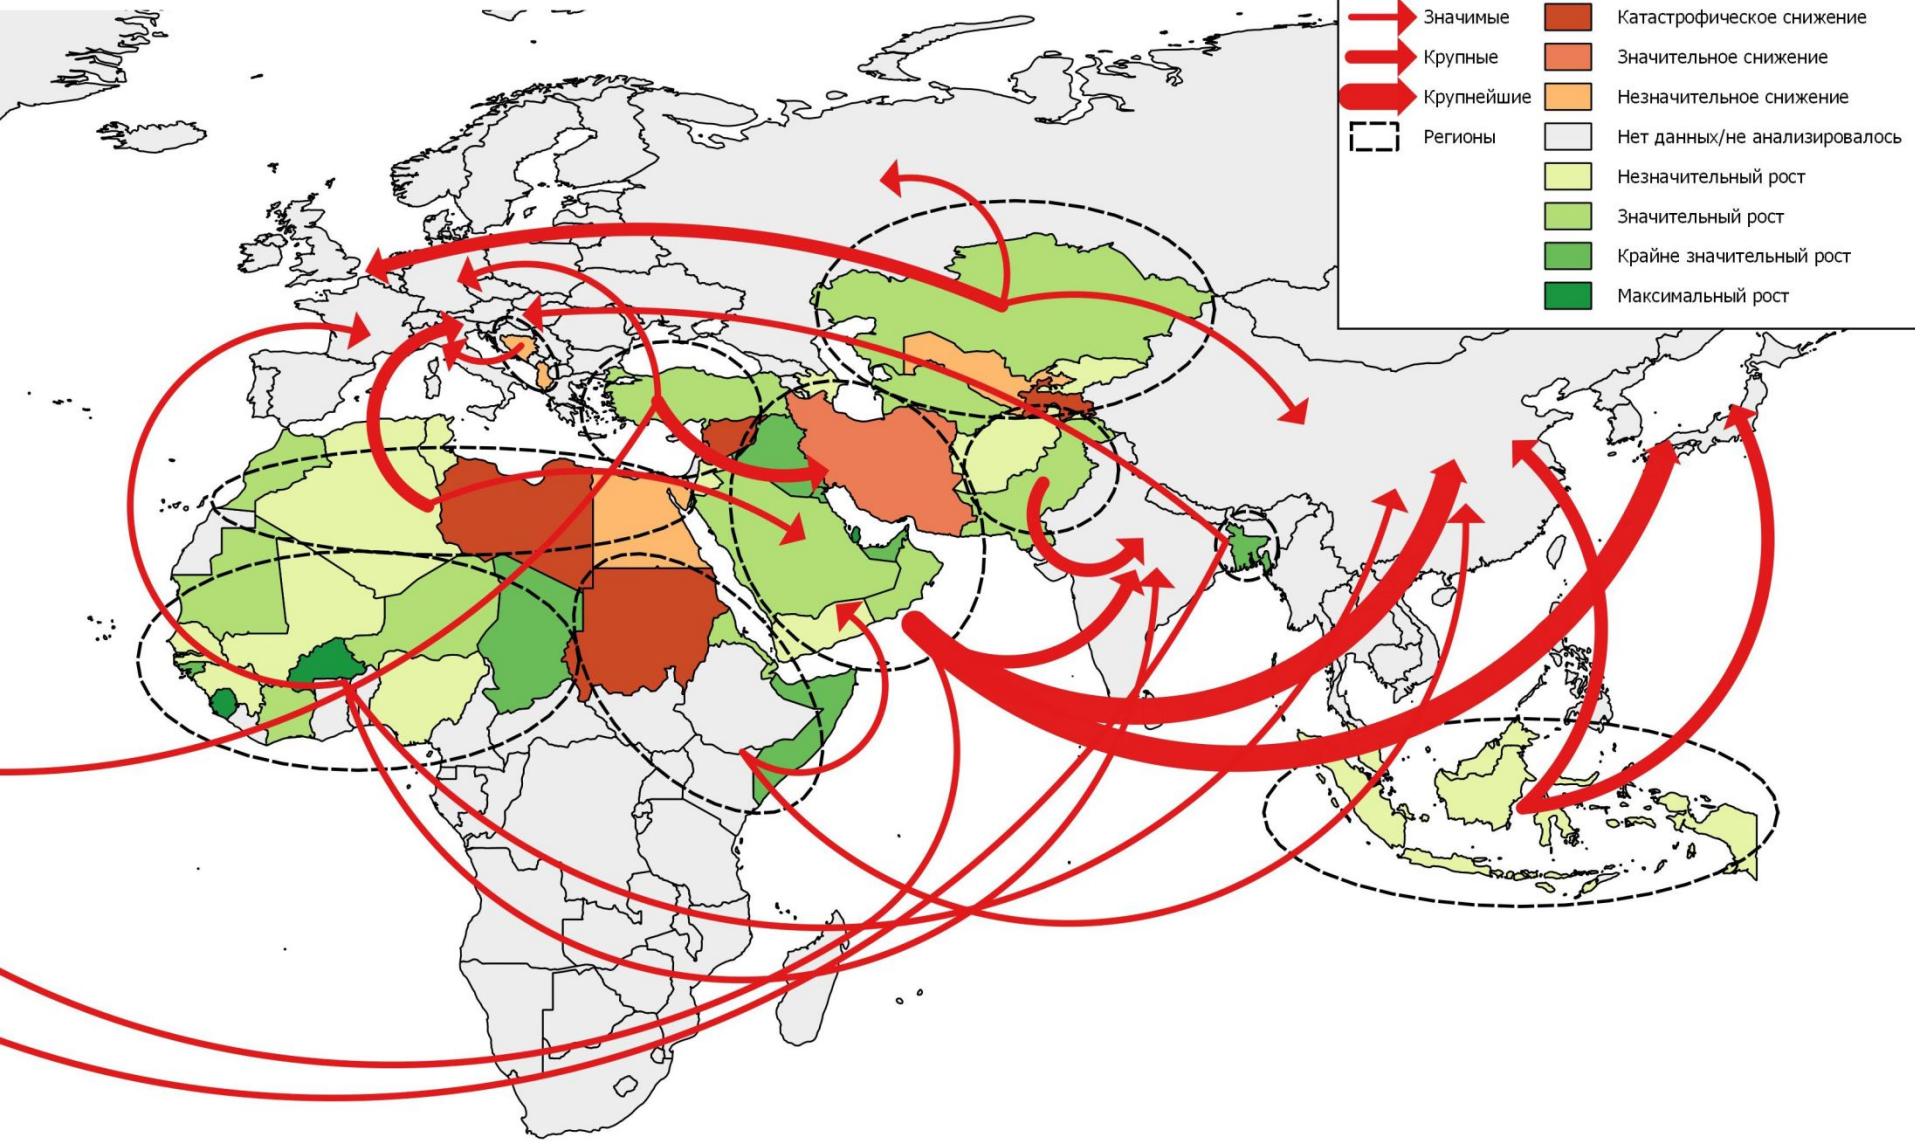 Значимые
Крупные
Крупнейшие
Регионы
Катастрофическое снижение
Значительное снижение
Незначительное снижение
Нет данных/не анализировалось
Незначительный рост
Значительный рост
Крайне значительный рост
Максимальный рост